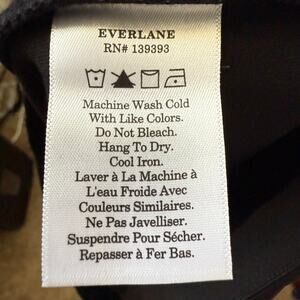 EVERLANE
RN# 139393
Machine Wash Cold
With Like Colors.
Do Not Bleach.
Hang To Dry.
Cool Iron.
Laver à La Machine à
L'eau Froide Avec
Couleurs Similaires.
Ne Pas Javelliser.
Suspendre Pour Sécher.
Repasser à Fer Bas.